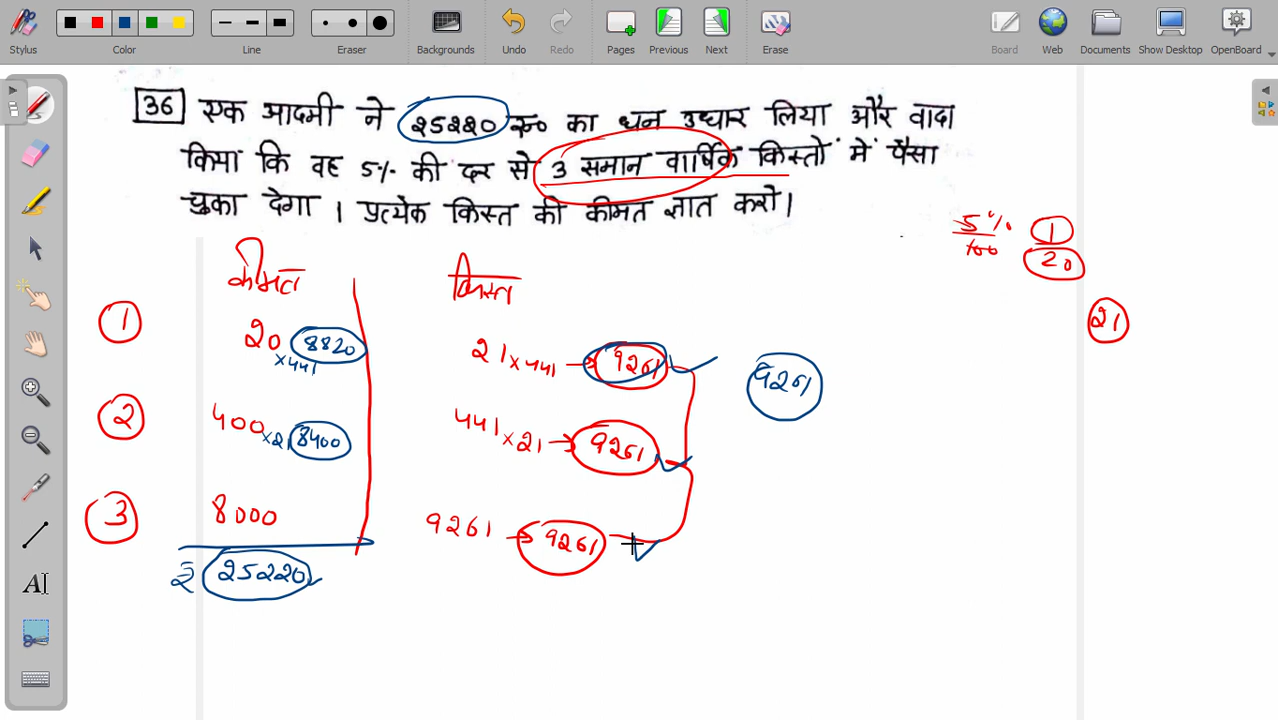 Stylus Color Line Eraser Backgrounds Undo Redo Pages Previous Next Erase Board Web Documents Show Desktop OpenBoard
36 एक आदमी ने 25220 रू० का धन उधार लिया और वादा
किया कि वह 5% की दर से 3 समान वार्षिक किस्तों में पैसा
चुका देगा । प्रत्येक किस्त की कीमत ज्ञात करो।
5% 1
100 20
21
कीमत किस्त
1 20 ×441 8820 21×441 → 9261 9261
2 400 ×21 8400 441×21 → 9261
3 8000 9261 → 9261
₹ 25220